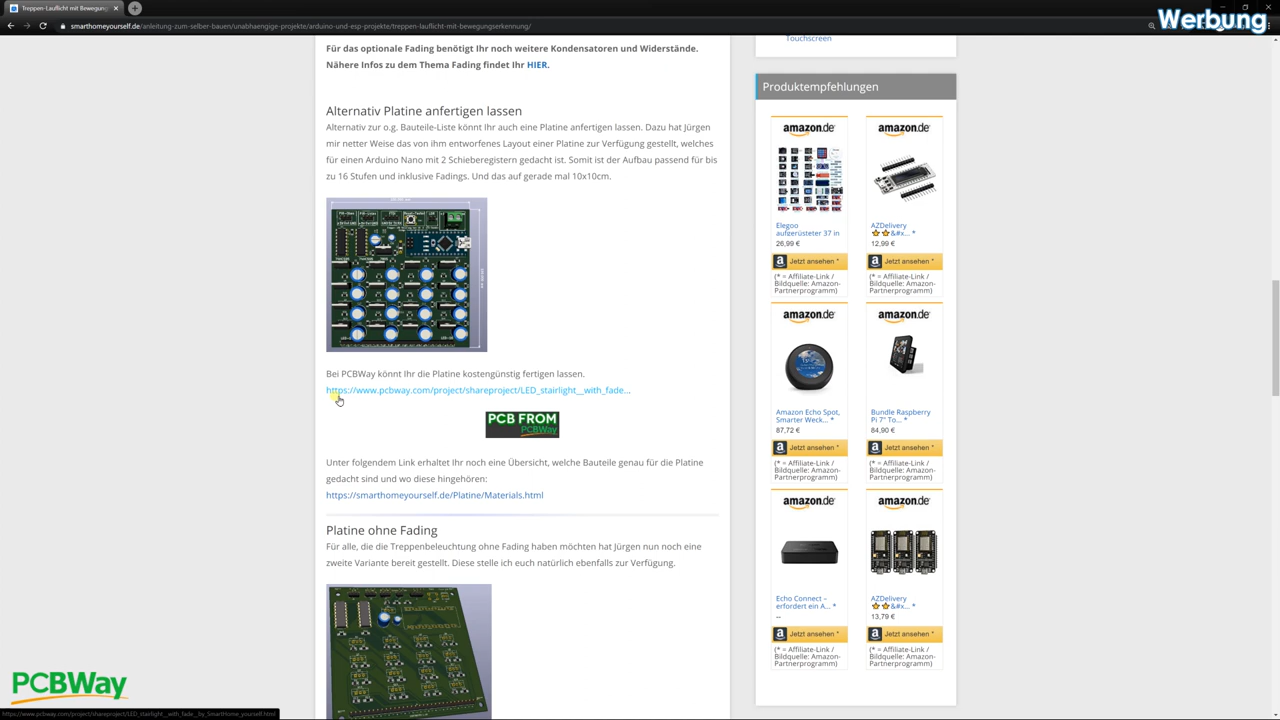 Treppen-Lauflicht mit Bewegung
Werbung
smarthomeyourself.de/anleitung-zum-selber-bauen/unabhaengige-projekte/arduino-und-esp-projekte/treppen-lauflicht-mit-bewegungserkennung/
Für das optionale Fading benötigt Ihr noch weitere Kondensatoren und Widerstände.
Nähere Infos zu dem Thema Fading findet Ihr HIER.
Alternativ Platine anfertigen lassen
Alternativ zur o.g. Bauteile-Liste könnt Ihr auch eine Platine anfertigen lassen. Dazu hat Jürgen
mir netter Weise das von ihm entworfenes Layout einer Platine zur Verfügung gestellt, welches
für einen Arduino Nano mit 2 Schieberegistern gedacht ist. Somit ist der Aufbau passend für bis
zu 16 Stufen und inklusive Fadings. Und das auf gerade mal 10x10cm.
Bei PCBWay könnt Ihr die Platine kostengünstig fertigen lassen.
https://www.pcbway.com/project/shareproject/LED_stairlight__with_fade...
PCB FROM
PCBWay
Unter folgendem Link erhaltet Ihr noch eine Übersicht, welche Bauteile genau für die Platine
gedacht sind und wo diese hingehören:
https://smarthomeyourself.de/Platine/Materials.html
Platine ohne Fading
Für alle, die die Treppenbeleuchtung ohne Fading haben möchten hat Jürgen nun noch eine
zweite Variante bereit gestellt. Diese stelle ich euch natürlich ebenfalls zur Verfügung.
Touchscreen
Produktempfehlungen
amazon.de amazon.de
Elegoo
aufgerüsteter 37 in
26,99 €
Jetzt ansehen *
(* = Affiliate-Link /
Bildquelle: Amazon-
Partnerprogramm)
AZDelivery
⭐⭐&#x... *
12,99 €
Jetzt ansehen *
(* = Affiliate-Link /
Bildquelle: Amazon-
Partnerprogramm)
amazon.de amazon.de
Amazon Echo Spot,
Smarter Weck... *
87,72 €
Jetzt ansehen *
(* = Affiliate-Link /
Bildquelle: Amazon-
Partnerprogramm)
Bundle Raspberry
Pi 7" To... *
84,90 €
Jetzt ansehen *
(* = Affiliate-Link /
Bildquelle: Amazon-
Partnerprogramm)
amazon.de amazon.de
Echo Connect –
erfordert ein A... *
--
Jetzt ansehen *
(* = Affiliate-Link /
Bildquelle: Amazon-
Partnerprogramm)
AZDelivery
⭐⭐&#x... *
13,79 €
Jetzt ansehen *
(* = Affiliate-Link /
Bildquelle: Amazon-
Partnerprogramm)
PCBWay
https://www.pcbway.com/project/shareproject/LED_stairlight__with_fade__by_SmartHome_yourself.html